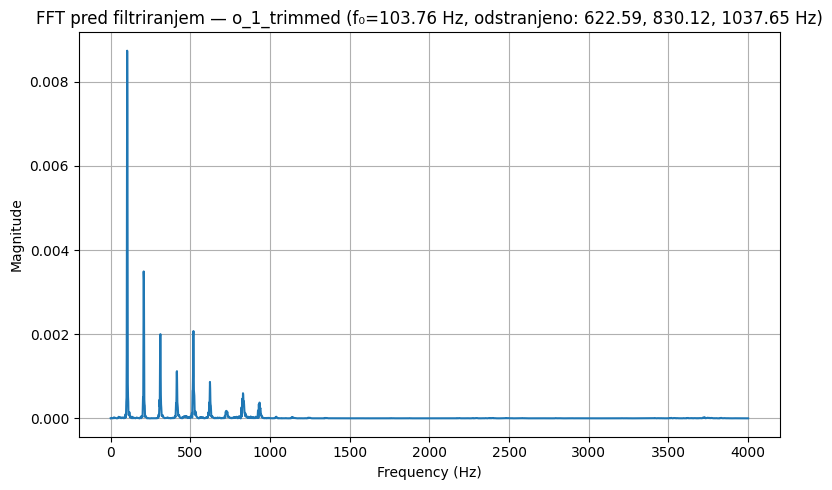 FFT pred filtriranjem — o_1_trimmed (f₀=103.76 Hz, odstranjeno: 622.59, 830.12, 1037.65 Hz)
0.008
0.006
0.004
0.002
0.000
Magnitude
0 500 1000 1500 2000 2500 3000 3500 4000
Frequency (Hz)